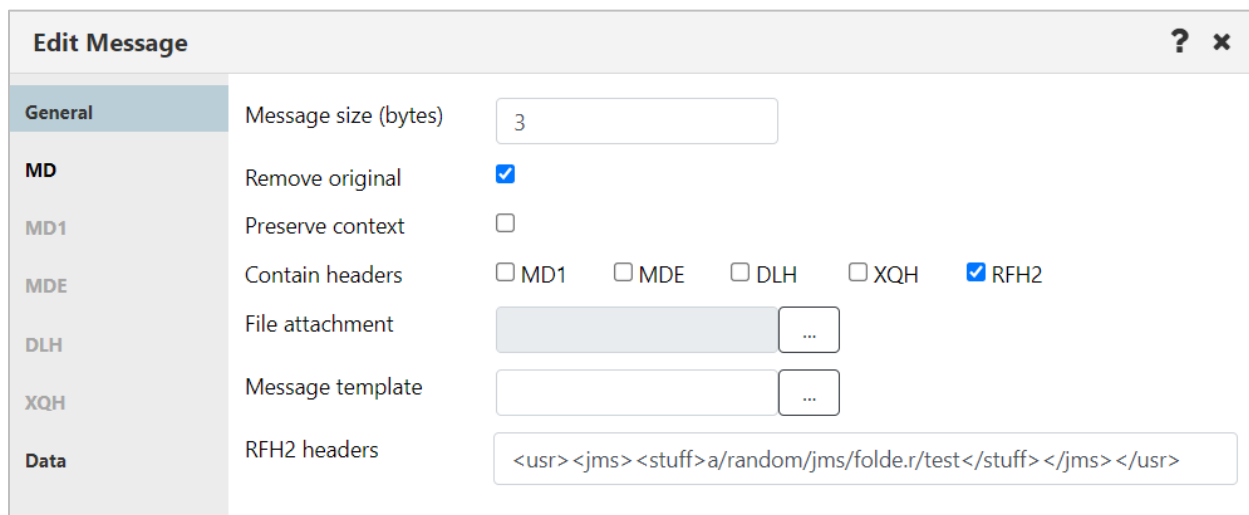 Edit Message ? ×
General
MD
MD1
MDE
DLH
XQH
Data
Message size (bytes) 3
Remove original
Preserve context
Contain headers MD1 MDE DLH XQH RFH2
File attachment ...
Message template ...
RFH2 headers <usr><jms><stuff>a/random/jms/folde.r/test</stuff></jms></usr>